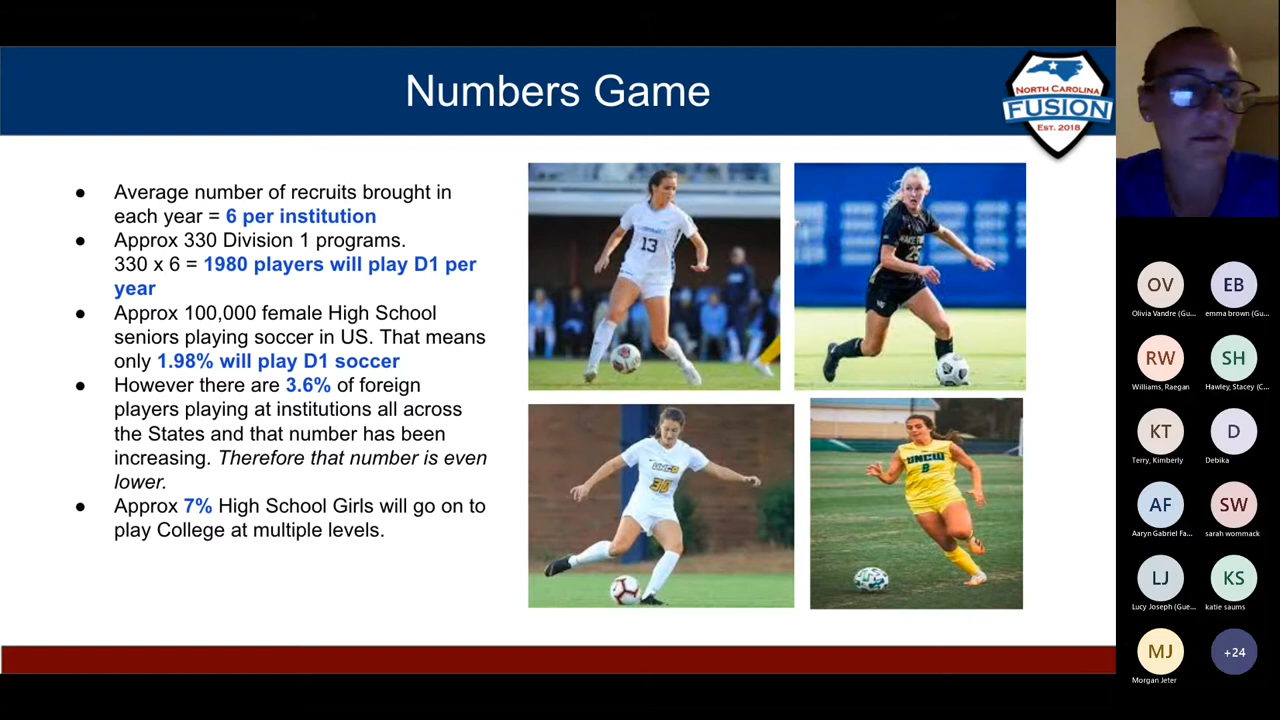 Numbers Game
NORTH CAROLINA
FUSION
EST. 2018
● Average number of recruits brought in
each year = 6 per institution
● Approx 330 Division 1 programs.
330 x 6 = 1980 players will play D1 per
year
● Approx 100,000 female High School
seniors playing soccer in US. That means
only 1.98% will play D1 soccer
● However there are 3.6% of foreign
players playing at institutions all across
the States and that number has been
increasing. Therefore that number is even
lower.
● Approx 7% High School Girls will go on to
play College at multiple levels.
13
WAKE
25
UNCG
UNCW
OV
EB
Olivia Vandre (Gu...
emma brown (Gu...
RW
SH
Williams, Raegan
Hawley, Stacey (C...
KT
D
Terry, Kimberly
Debika
AF
SW
Aaryn Gabriel Fa...
sarah wommack
LJ
KS
Lucy Joseph (Gue...
katie saums
MJ
+24
Morgan Jeter